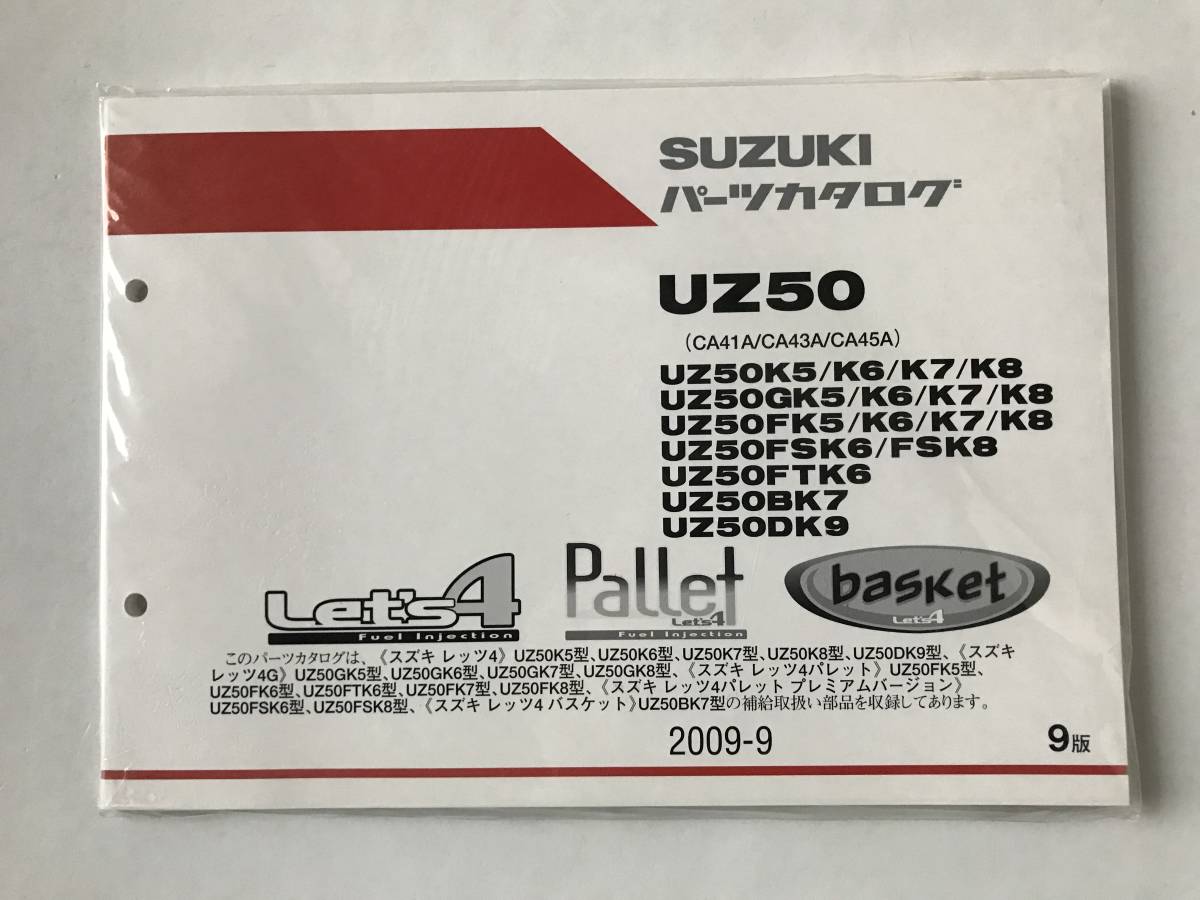 SUZUKI
パーツカタログ
UZ50
(CA41A/CA43A/CA45A)
UZ50K5/K6/K7/K8
UZ50GK5/K6/K7/K8
UZ50FK5/K6/K7/K8
UZ50FSK6/FSK8
UZ50FTK6
UZ50BK7
UZ50DK9
Let's4
Fuel Injection
Pallet
Let's4
Fuel Injection
basket
Let's4
このパーツカタログは、《スズキ レッツ4》UZ50K5型、UZ50K6型、UZ50K7型、UZ50K8型、UZ50DK9型、《スズキ
レッツ4G》UZ50GK5型、UZ50GK6型、UZ50GK7型、UZ50GK8型、《スズキ レッツ4パレット》UZ50FK5型、
UZ50FK6型、UZ50FTK6型、UZ50FK7型、UZ50FK8型、《スズキ レッツ4パレット プレミアムバージョン》
UZ50FSK6型、UZ50FSK8型、《スズキ レッツ4 バスケット》UZ50BK7型の補給取扱い部品を収録してあります。
2009-9
9版